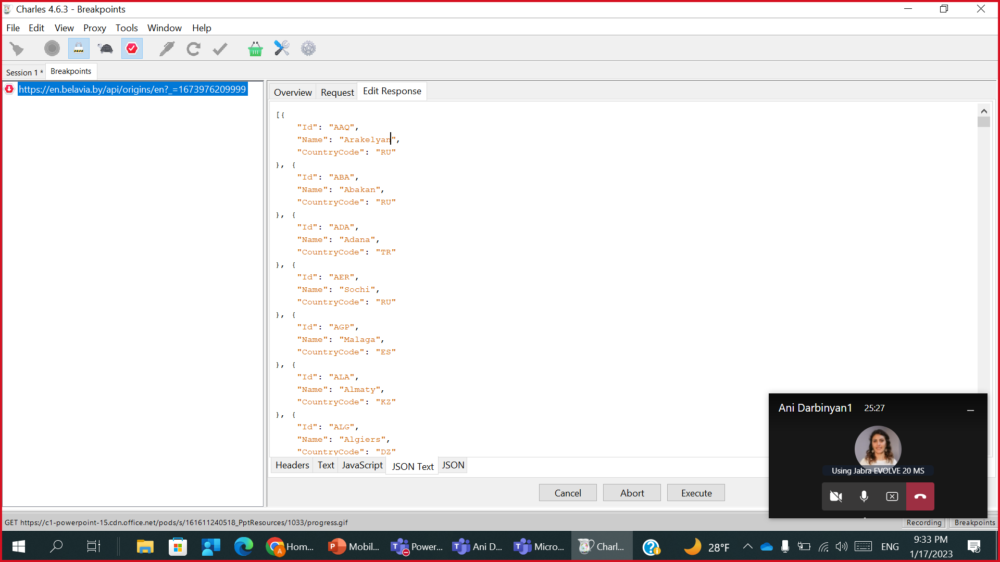 Charles 4.6.3 - Breakpoints
File Edit View Proxy Tools Window Help
Session 1 * Breakpoints
https://en.belavia.by/api/origins/en?_=1673976209999
Overview Request Edit Response
[{
"Id": "AAQ",
"Name": "Arakelyan",
"CountryCode": "RU"
}, {
"Id": "ABA",
"Name": "Abakan",
"CountryCode": "RU"
}, {
"Id": "ADA",
"Name": "Adana",
"CountryCode": "TR"
}, {
"Id": "AER",
"Name": "Sochi",
"CountryCode": "RU"
}, {
"Id": "AGP",
"Name": "Malaga",
"CountryCode": "ES"
}, {
"Id": "ALA",
"Name": "Almaty",
"CountryCode": "KZ"
}, {
"Id": "ALG",
"Name": "Algiers",
"CountryCode": "DZ"
Headers Text JavaScript JSON Text JSON
Cancel Abort Execute
Ani Darbinyan1 25:27
Using Jabra EVOLVE 20 MS
GET https://c1-powerpoint-15.cdn.office.net/pods/s/161611240518_PptResources/1033/progress.gif
Recording Breakpoints
Hom... Mobil... Power... Ani D... Micro... Charl... 28°F ENG
9:33 PM
1/17/2023